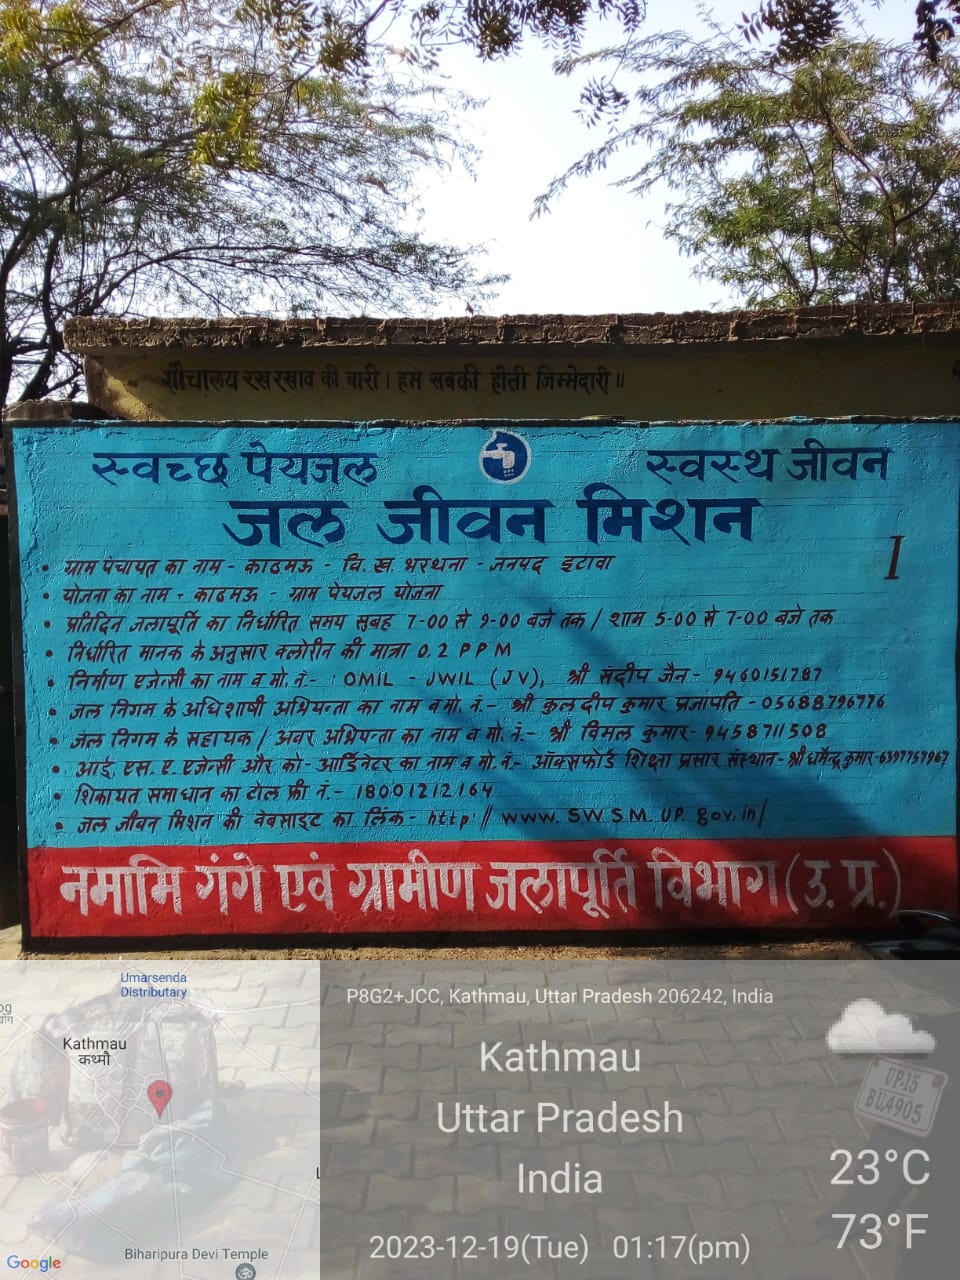 शौचालय रखरखाव की बारी । हम सबकी होती जिम्मेदारी ॥
स्वच्छ पेयजल स्वस्थ जीवन
जल जीवन मिशन
I
• ग्राम पंचायत का नाम - काठमऊ - वि. ख. भरथना - जनपद इटावा
• योजना का नाम - काठमऊ - ग्राम पेयजल योजना
• प्रतिदिन जलापूर्ति का निर्धारित समय सुबह 7-00 से 9-00 बजे तक / शाम 5-00 से 7-00 बजे तक
• निर्धारित मानक के अनुसार क्लोरीन की मात्रा 0.2 PPM
• निर्माण एजेन्सी का नाम व मो. नं.- : OMIL - JWIL (JV), श्री संदीप जैन - 9460151787
• जल निगम के अधिशाषी अभियन्ता का नाम व मो. नं.- श्री कुलदीप कुमार प्रजापति - 05688796776
• जल निगम के सहायक / अवर अभियन्ता का नाम व मो. नं.- श्री विमल कुमार- 9458711508
• आई. एस. ए. एजेन्सी और को- आर्डिनेटर का नाम व मो. नं.- ऑक्सफोर्ड शिक्षा प्रसार संस्थान - श्री धर्मेन्द्र कुमार-6397757967
• शिकायत समाधान का टोल फ्री नं.- 18001212164
• जल जीवन मिशन की वेबसाइट का लिंक - http// www. SWSM. UP. gov. in/
नमामि गंगे एवं ग्रामीण जलापूर्ति विभाग (उ. प्र.)
Umarsenda
Distributary
Kathmau
कथ्मौ
Biharipura Devi Temple
Google
P8G2+JCC, Kathmau, Uttar Pradesh 206242, India
Kathmau
Uttar Pradesh
India
2023-12-19(Tue) 01:17(pm)
UP.15
BU.4905
23°C
73°F